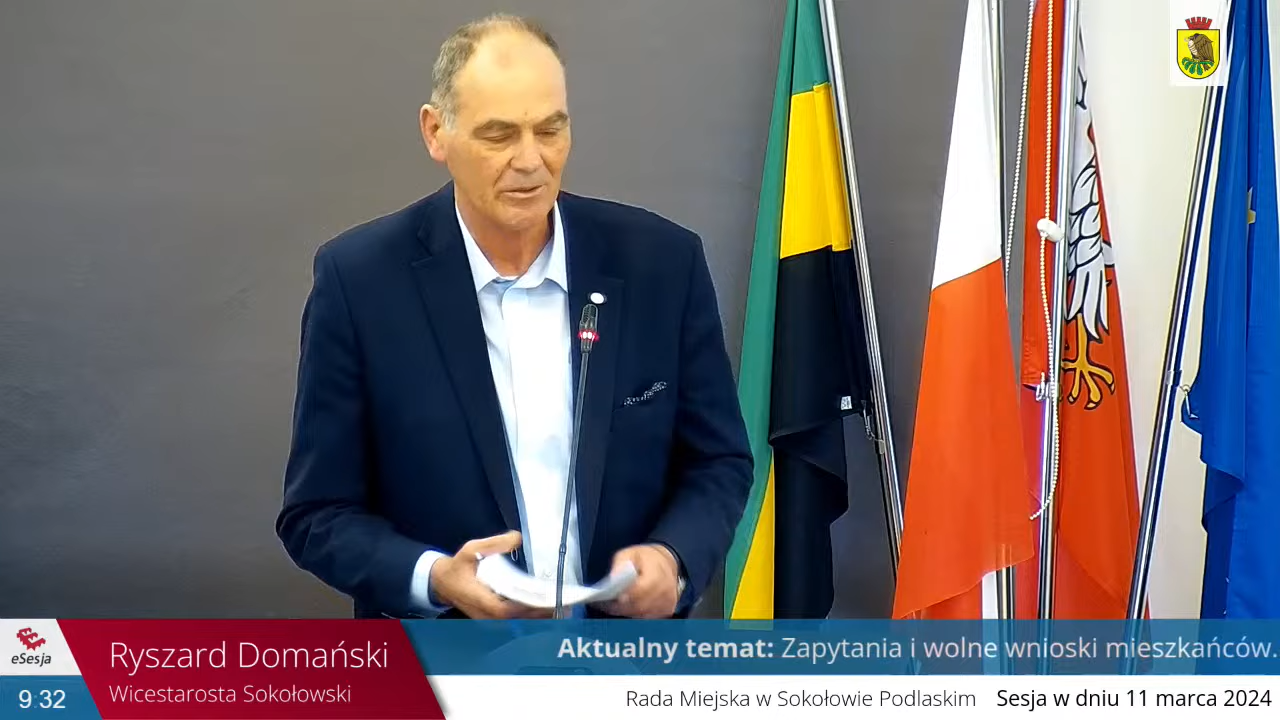 Ryszard Domański
Wicestarosta Sokołowski
eSesja
9:32
Aktualny temat: Zapytania i wolne wnioski mieszkańców.
Rada Miejska w Sokołowie Podlaskim Sesja w dniu 11 marca 2024